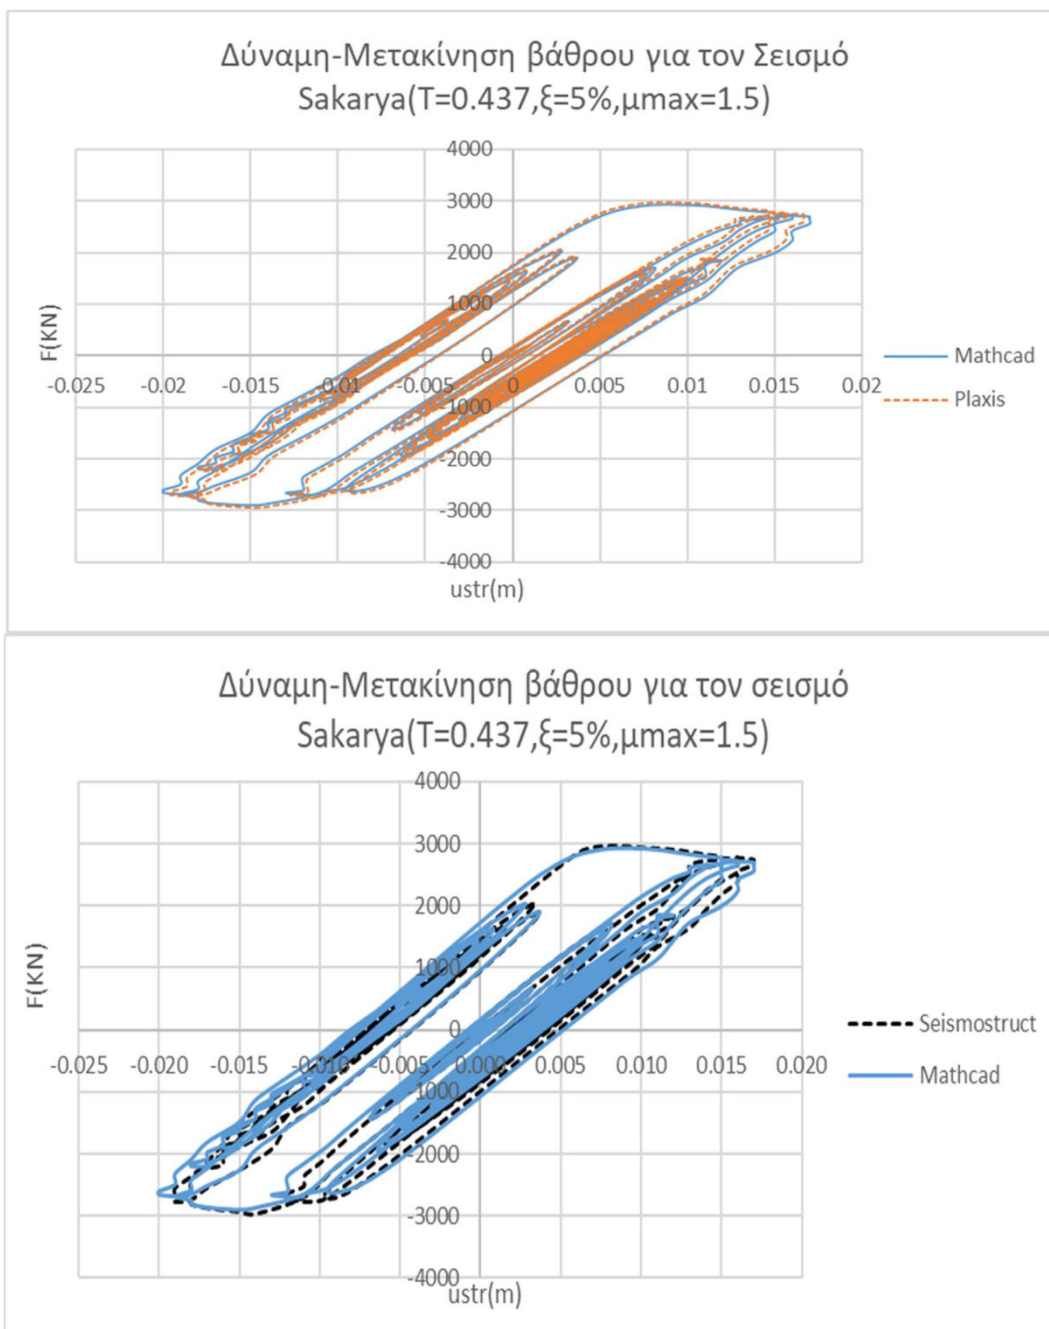 Δύναμη-Μετακίνηση βάθρου για τον Σεισμό
Sakarya(T=0.437,ξ=5%,μmax=1.5)
4000
3000
2000
1000
0
-1000
-2000
-3000
-4000
-0.025 -0.02 -0.015 -0.01 -0.005 0 0.005 0.01 0.015 0.02
F(KN)
ustr(m)
Mathcad
Plaxis
Δύναμη-Μετακίνηση βάθρου για τον σεισμό
Sakarya(T=0.437,ξ=5%,μmax=1.5)
4000
3000
2000
1000
0
-1000
-2000
-3000
-4000
-0.025 -0.020 -0.015 -0.010 -0.005 0.000 0.005 0.010 0.015 0.020
F(KN)
ustr(m)
Seismostruct
Mathcad